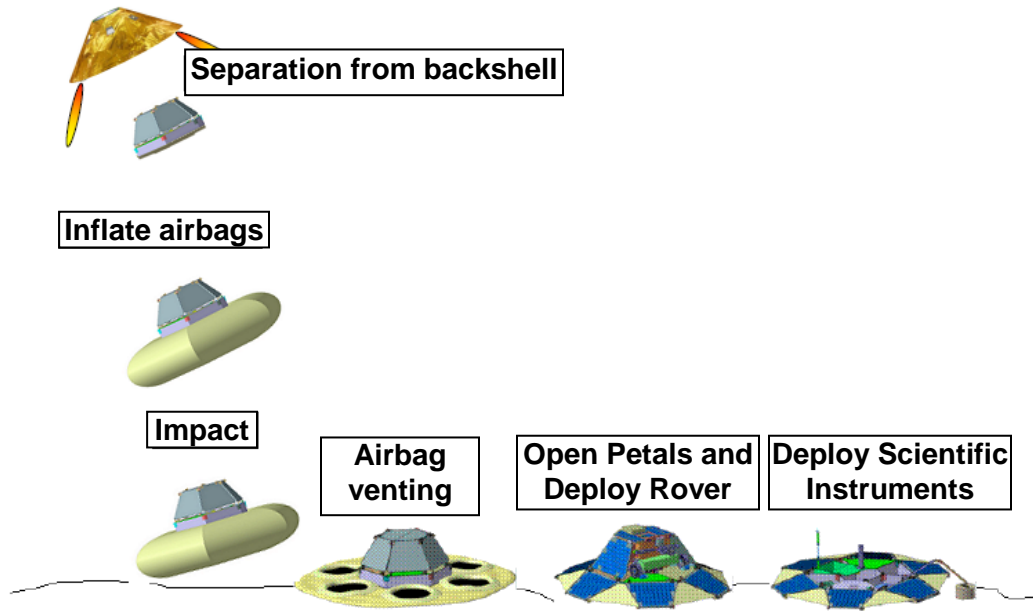 Separation from backshell
Inflate airbags
Impact
Airbag
venting
Open Petals and
Deploy Rover
Deploy Scientific
Instruments